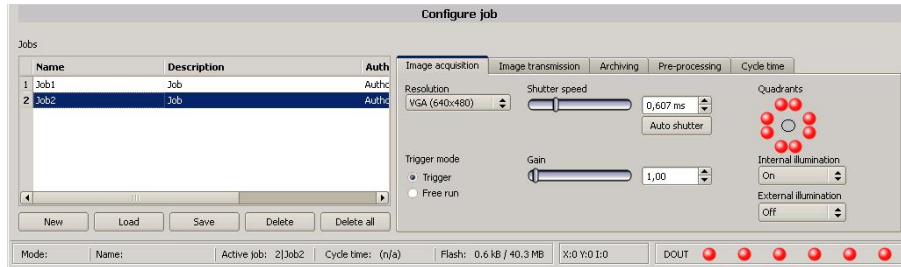 Configure job
Jobs
Name Description Auth
1 Job1 Job Autho
2 Job2 Job Autho
New Load Save Delete Delete all
Image acquisition Image transmission Archiving Pre-processing Cycle time
Resolution Shutter speed Quadrants
VGA (640x480) 0,607 ms
Auto shutter
Trigger mode Gain Internal illumination
Trigger 1,00 On
Free run External illumination
Off
Mode: Name: Active job: 2|Job2 Cycle time: (n/a) Flash: 0.6 kB / 40.3 MB X:0 Y:0 I:0 DOUT